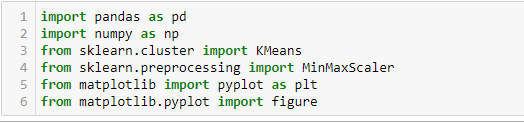 1 import pandas as pd
2 import numpy as np
3 from sklearn.cluster import KMeans
4 from sklearn.preprocessing import MinMaxScaler
5 from matplotlib import pyplot as plt
6 from matplotlib.pyplot import figure